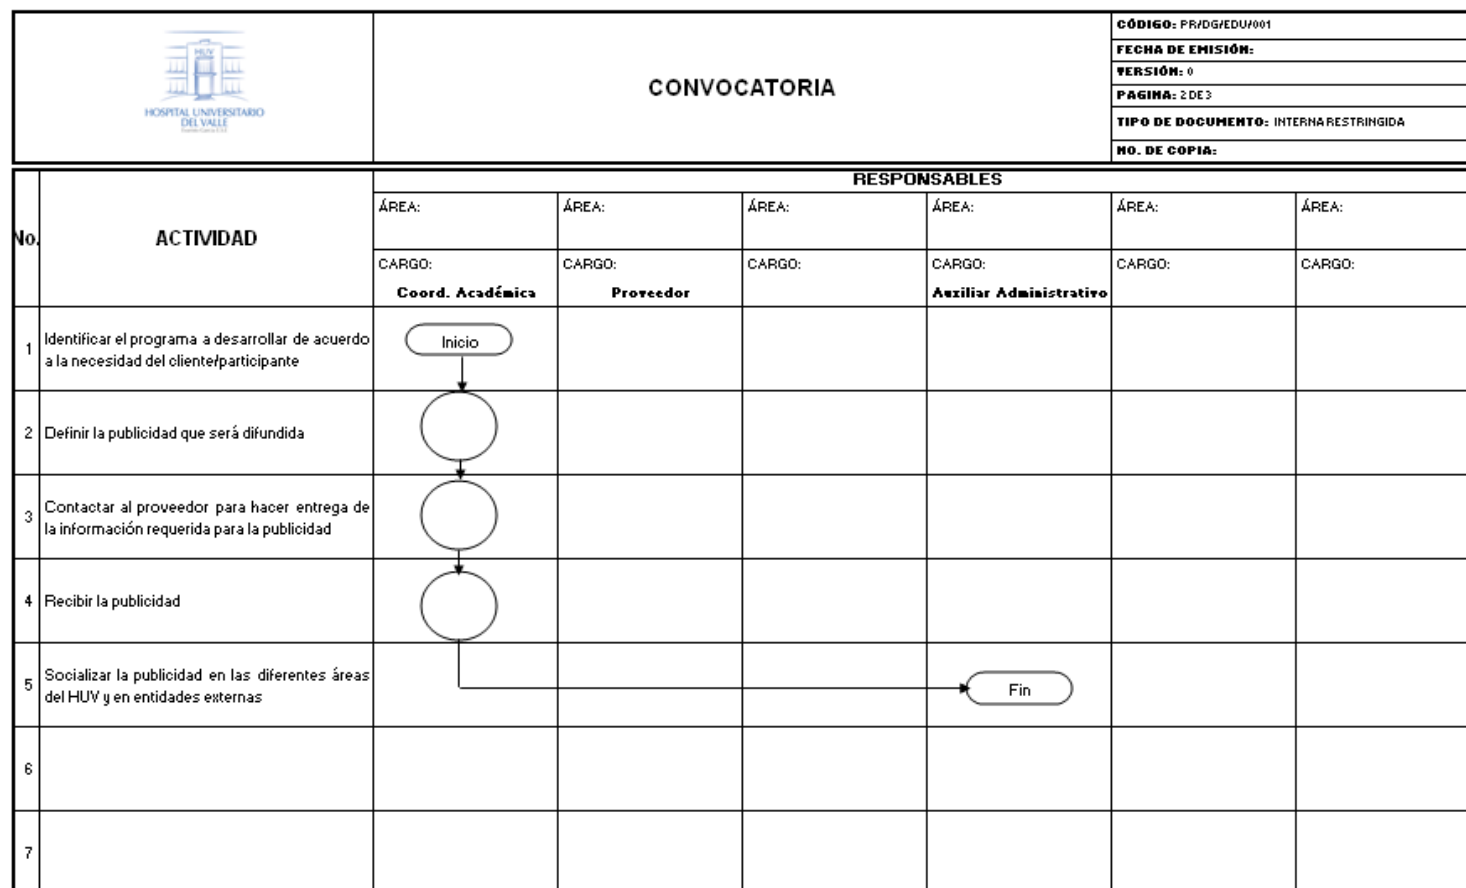 HUV
HOSPITAL UNIVERSITARIO
DEL VALLE
CONVOCATORIA
CÓDIGO: PR/DG/EDU/001
FECHA DE EMISIÓN:
VERSIÓN: 0
PAGINA: 2 DE 3
TIPO DE DOCUMENTO: INTERNA RESTRINGIDA
NO. DE COPIA:
No.
ACTIVIDAD
RESPONSABLES
ÁREA:
ÁREA:
ÁREA:
ÁREA:
ÁREA:
ÁREA:
CARGO:
Coord. Académica
CARGO:
Proveedor
CARGO:
CARGO:
Auxiliar Administrativo
CARGO:
CARGO:
1
Identificar el programa a desarrollar de acuerdo
a la necesidad del cliente/participante
Inicio
2
Definir la publicidad que será difundida
3
Contactar al proveedor para hacer entrega de
la información requerida para la publicidad
4
Recibir la publicidad
5
Socializar la publicidad en las diferentes áreas
del HUV y en entidades externas
Fin
6
7